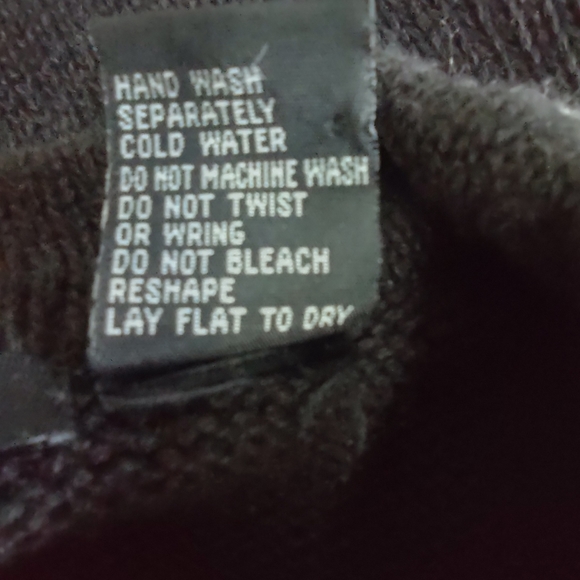 HAND WASH
SEPARATELY
COLD WATER
DO NOT MACHINE WASH
DO NOT TWIST
OR WRING
DO NOT BLEACH
RESHAPE
LAY FLAT TO DRY